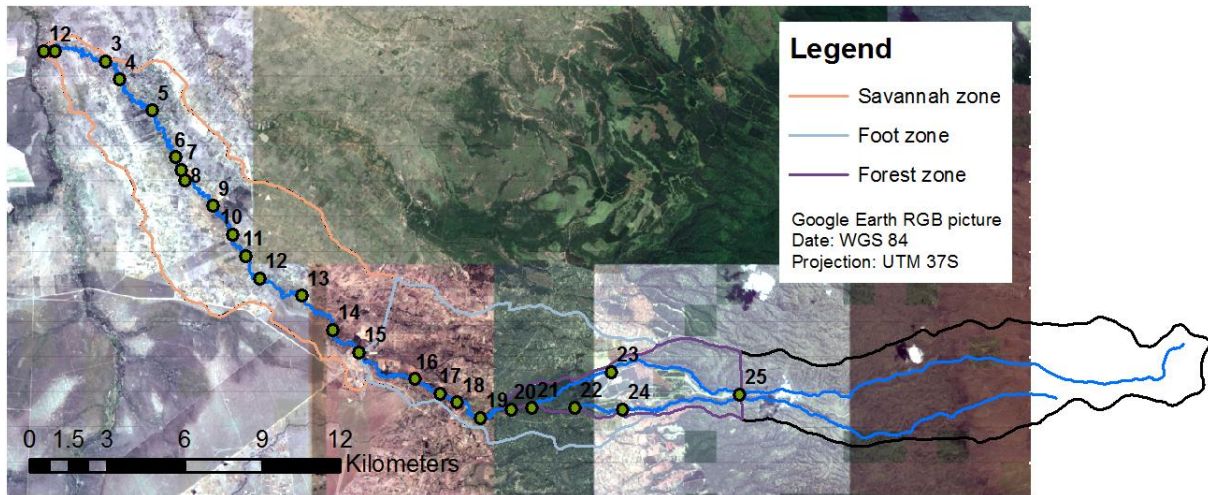 Legend
Savannah zone
Foot zone
Forest zone
Google Earth RGB picture
Date: WGS 84
Projection: UTM 37S
12
3
4
5
6
7
8
9
10
11
12
13
14
15
16
17
18
19
20
21
22
23
24
25
0 1.5 3 6 9 12
Kilometers